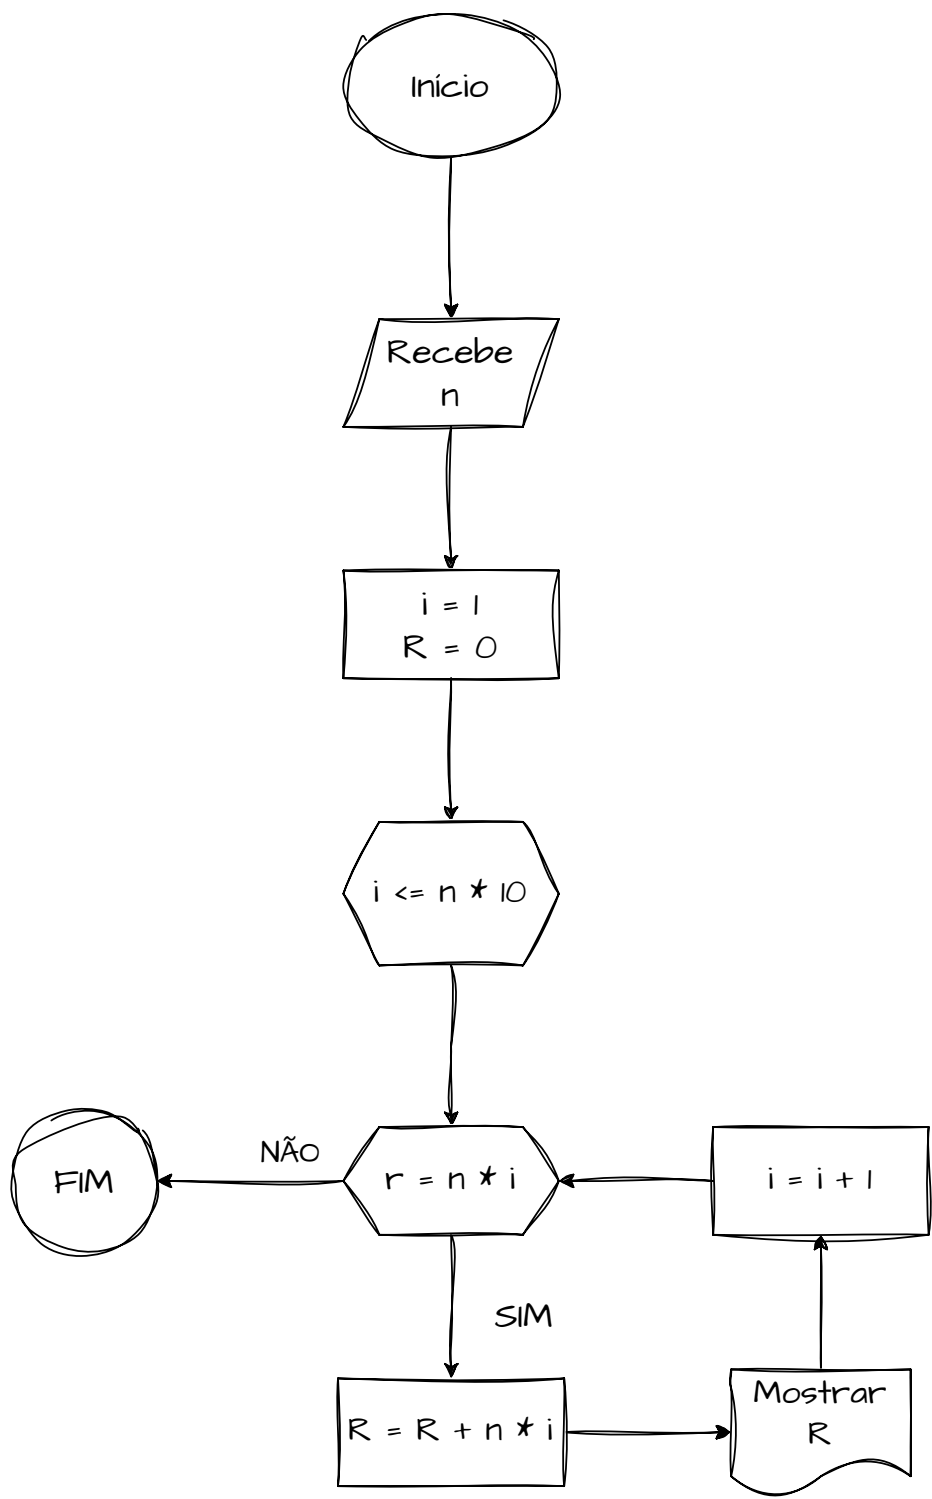 Início
Recebe
n
i = 1
R = 0
i <= n * 10
NÃO
FIM
r = n * i
i = i + 1
SIM
R = R + n * i
Mostrar
R